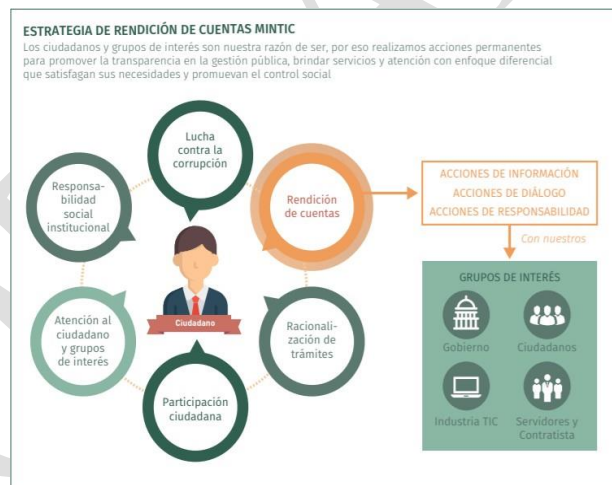 ESTRATEGIA DE RENDICIÓN DE CUENTAS MINTIC
Los ciudadanos y grupos de interés son nuestra razón de ser, por eso realizamos acciones permanentes
para promover la transparencia en la gestión pública, brindar servicios y atención con enfoque diferencial
que satisfagan sus necesidades y promuevan el control social
Lucha
contra la
corrupción
Responsa-
bilidad
social
institucional
Rendición
de cuentas
ACCIONES DE INFORMACIÓN
ACCIONES DE DIÁLOGO
ACCIONES DE RESPONSABILIDAD
Con nuestros
Ciudadano
Atención al
ciudadano
y grupos
de interés
Racionali-
zación de
trámites
Participación
ciudadana
GRUPOS DE INTERÉS
Gobierno
Ciudadanos
Industria TIC
Servidores y
Contratista